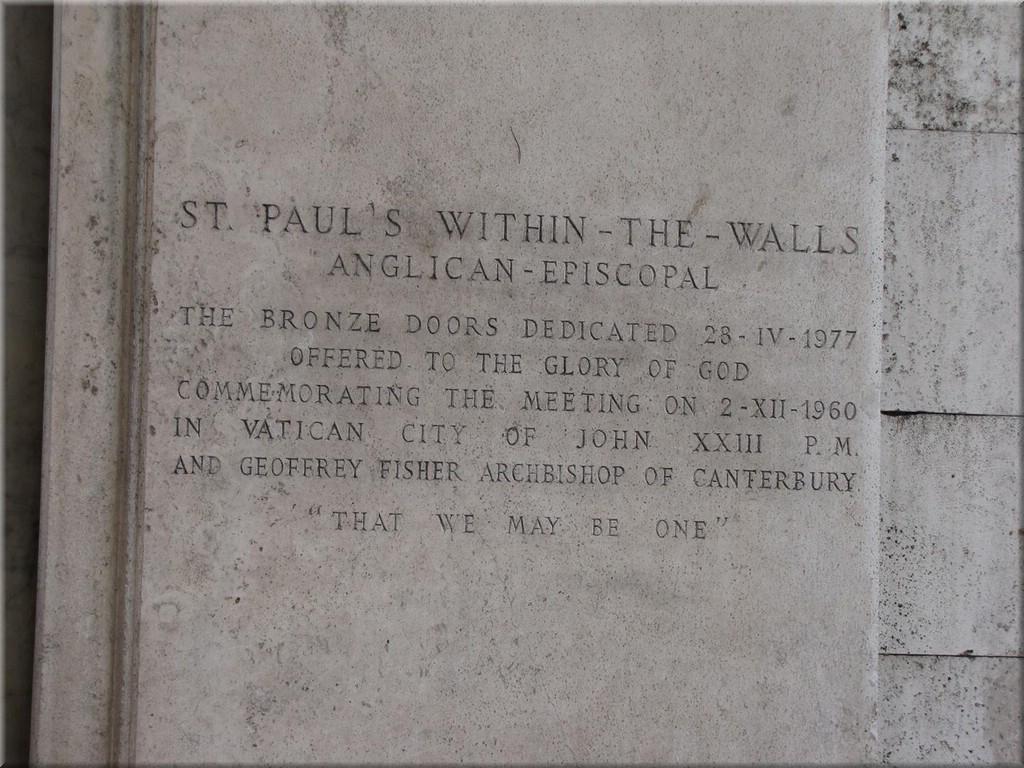 ST. PAUL'S WITHIN-THE-WALLS
ANGLICAN-EPISCOPAL
THE BRONZE DOORS DEDICATED 28-IV-1977
OFFERED TO THE GLORY OF GOD
COMMEMORATING THE MEETING ON 2-XII-1960
IN VATICAN CITY OF JOHN XXIII P.M.
AND GEOFFREY FISHER ARCHBISHOP OF CANTERBURY
"THAT WE MAY BE ONE"